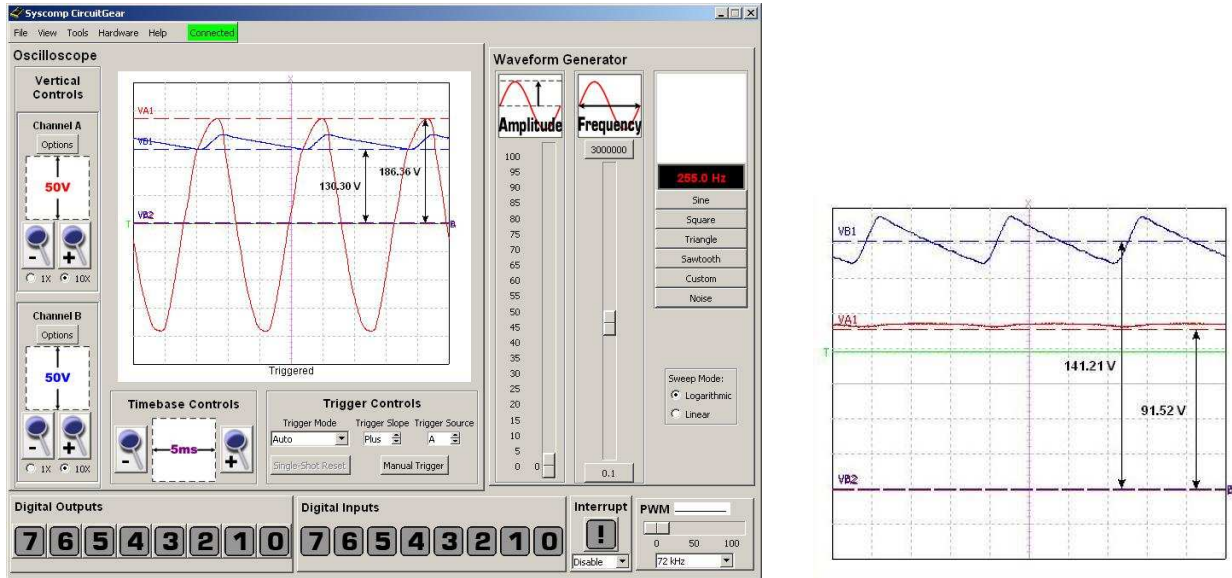 Syscomp CircuitGear
File View Tools Hardware Help Connected
Oscilloscope
Vertical
Controls
Channel A
Options
50V
- +
1X 10X
Channel B
Options
50V
- +
1X 10X
X
VA1
VB1
186.36 V
130.30 V
T
Triggered
Timebase Controls
- 5ms +
Trigger Controls
Trigger Mode Trigger Slope Trigger Source
Auto Plus A
Single-Shot Reset Manual Trigger
Waveform Generator
Amplitude
Frequency
100
95
90
85
80
75
70
65
60
55
50
45
40
35
30
25
20
15
10
5
0 0
3000000
0.1
255.0 Hz
Sine
Square
Triangle
Sawtooth
Custom
Noise
Sweep Mode:
Logarithmic
Linear
Digital Outputs
7 6 5 4 3 2 1 0
Digital Inputs
7 6 5 4 3 2 1 0
Interrupt
!
Disable
PWM
0 50 100
72 kHz
X
VB1
VA1
T
141.21 V
91.52 V